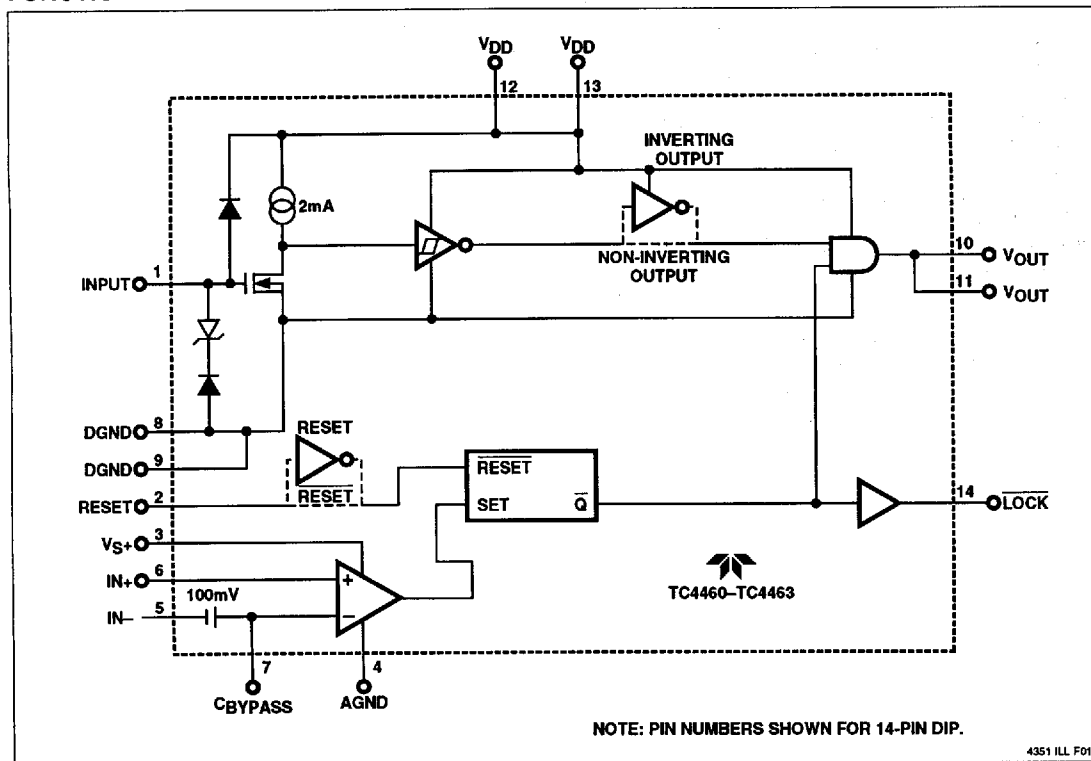 VDD VDD
12 13
INVERTING
OUTPUT
2mA
NON-INVERTING
OUTPUT
INPUT 1
10 VOUT
11 VOUT
DGND 8
DGND 9
RESET
RESET
RESET 2
RESET
SET Q
14 LOCK
VS+ 3
IN+ 6
IN– 5
100mV
+
–
TC4460–TC4463
7 4
CBYPASS AGND
NOTE: PIN NUMBERS SHOWN FOR 14-PIN DIP.
4351 ILL F01